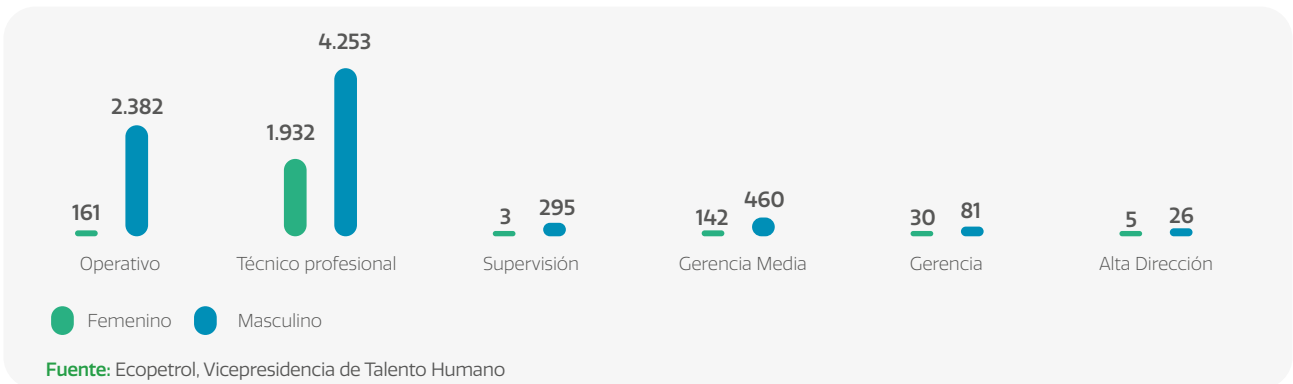 4.253
2.382
1.932
161
3
295
142
460
30
81
5
26
Operativo
Técnico profesional
Supervisión
Gerencia Media
Gerencia
Alta Dirección
Femenino
Masculino
Fuente: Ecopetrol, Vicepresidencia de Talento Humano